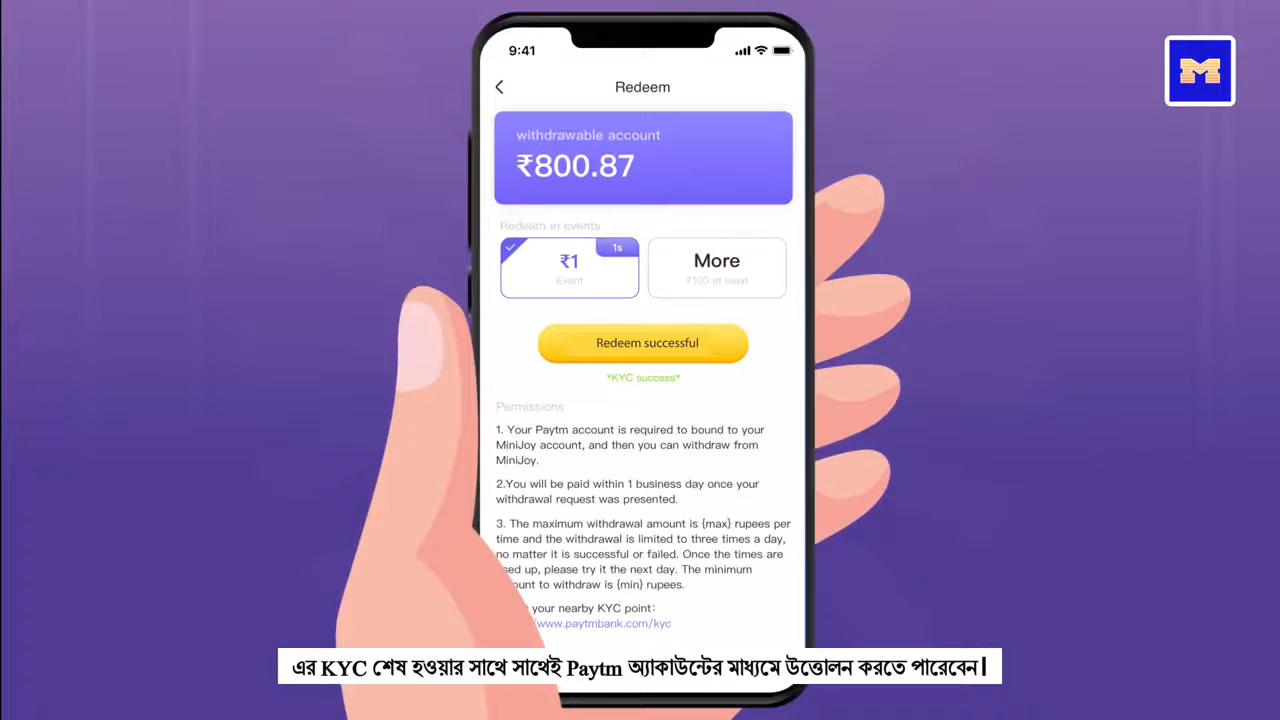 9:41
Redeem
withdrawable account
₹800.87
Redeem in events
1s
₹1
Event
More
₹100 at least
Redeem successful
*KYC success*
Permissions
1. Your Paytm account is required to bound to your
MiniJoy account, and then you can withdraw from
MiniJoy.
2.You will be paid within 1 business day once your
withdrawal request was presented.
3. The maximum withdrawal amount is {max} rupees per
time and the withdrawal is limited to three times a day,
no matter it is successful or failed. Once the times are
sed up, please try it the next day. The minimum
ount to withdraw is {min} rupees.
your nearby KYC point:
www.paytmbank.com/kyc
এর KYC শেষ হওয়ার সাথে সাথেই Paytm অ্যাকাউন্টের মাধ্যমে উত্তোলন করতে পারেবেন।